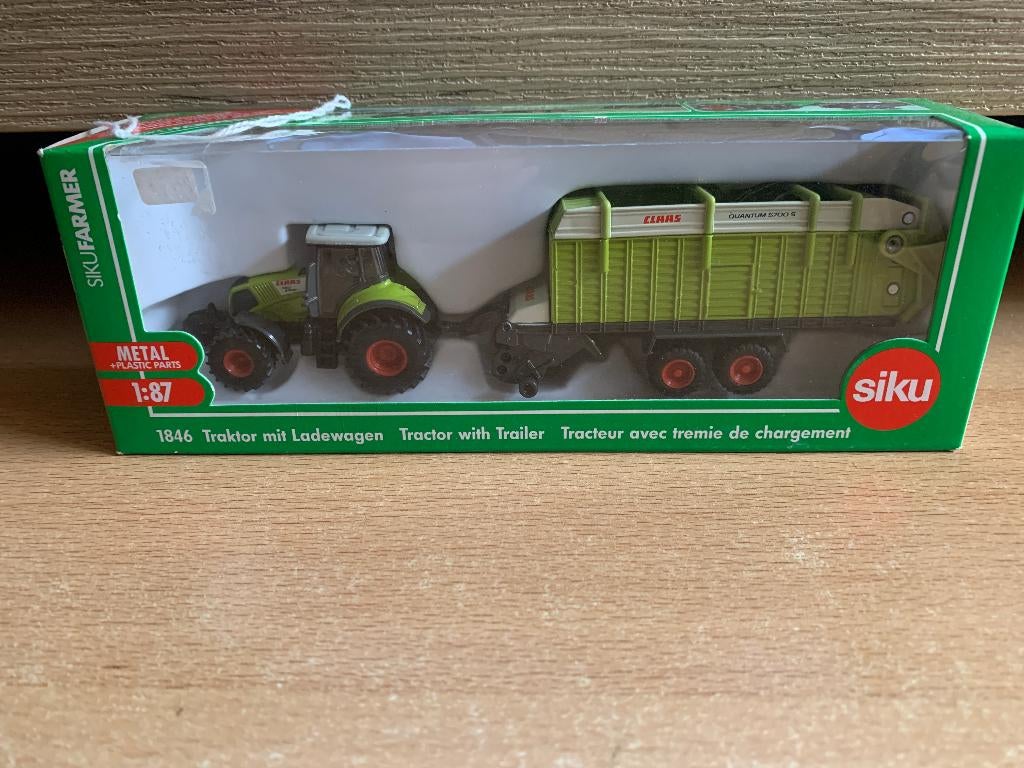 SIKUFARMER
CLAAS
QUANTUM 5700 S
CLAAS
METAL
+PLASTIC PARTS
1:87
siku
1846 Traktor mit Ladewagen Tractor with Trailer Tracteur avec tremie de chargement